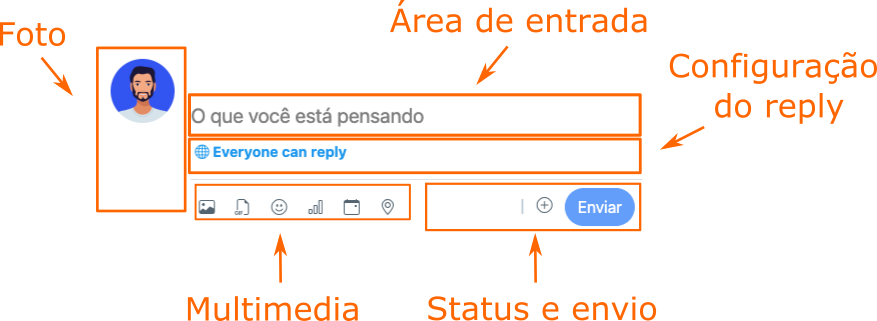 Foto
Área de entrada
Configuração
do reply
O que você está pensando
Everyone can reply
GIF
Enviar
Multimedia
Status e envio